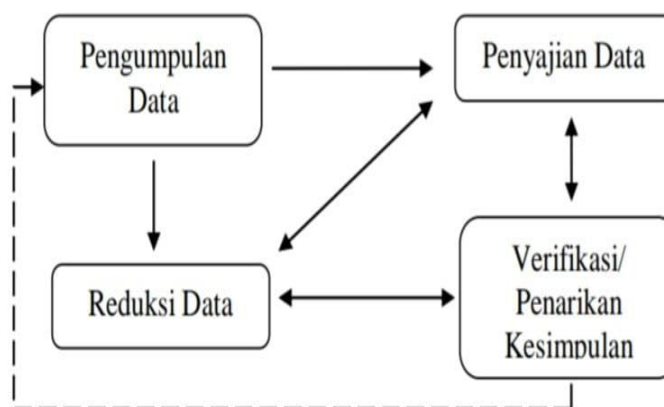 Pengumpulan
Data
Penyajian Data
Reduksi Data
Verifikasi/
Penarikan
Kesimpulan